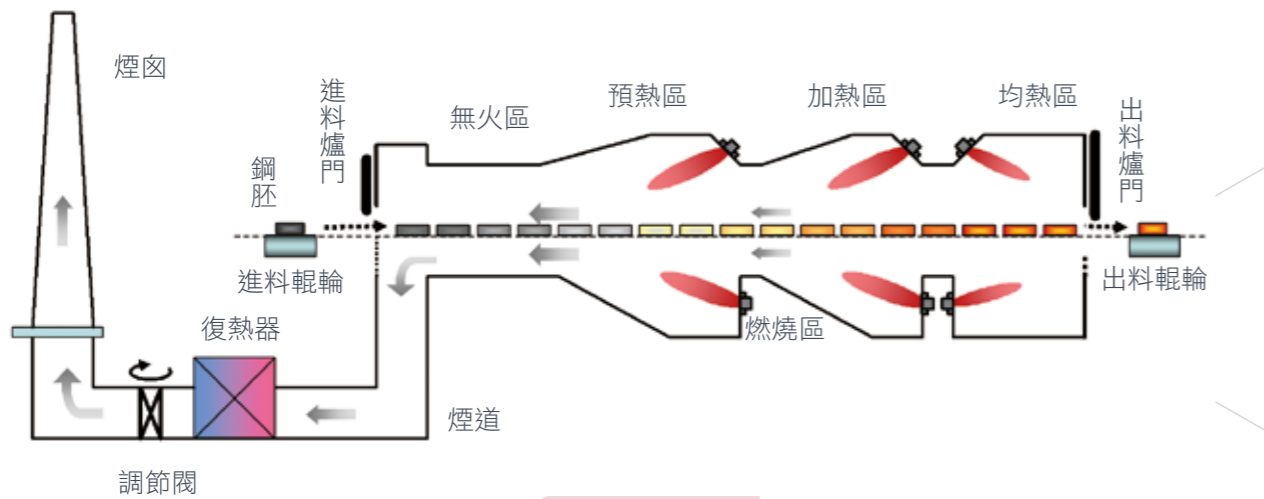 煙囪
進料爐門
無火區
預熱區
加熱區
均熱區
出料爐門
鋼胚
進料輥輪
出料輥輪
復熱器
燃燒區
煙道
調節閥